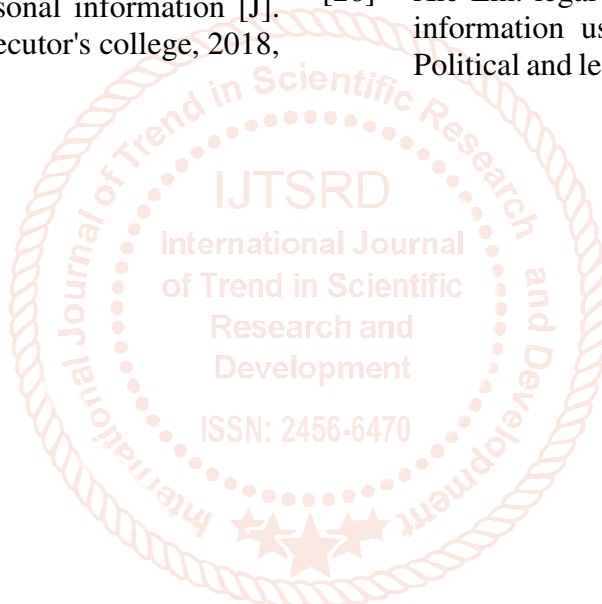 sonal information [J].
ecutor's college, 2018,
information us
Political and le
International Journal of Trend in Scientific Research and Development
IJTSRD
International Journal
of Trend in Scientific
Research and
Development
ISSN: 2456-6470